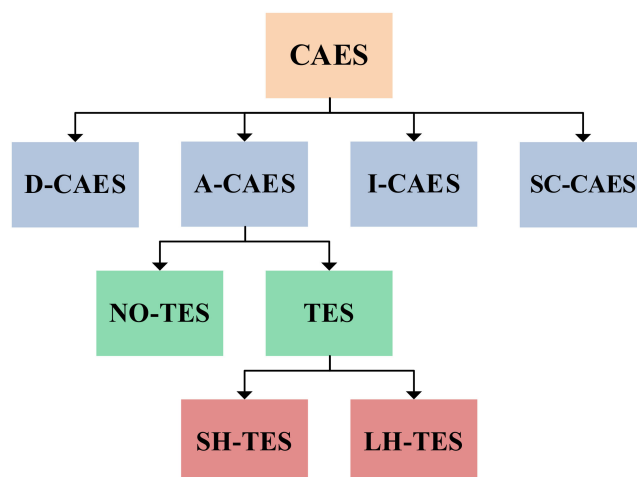 CAES
D-CAES
A-CAES
I-CAES
SC-CAES
NO-TES
TES
SH-TES
LH-TES